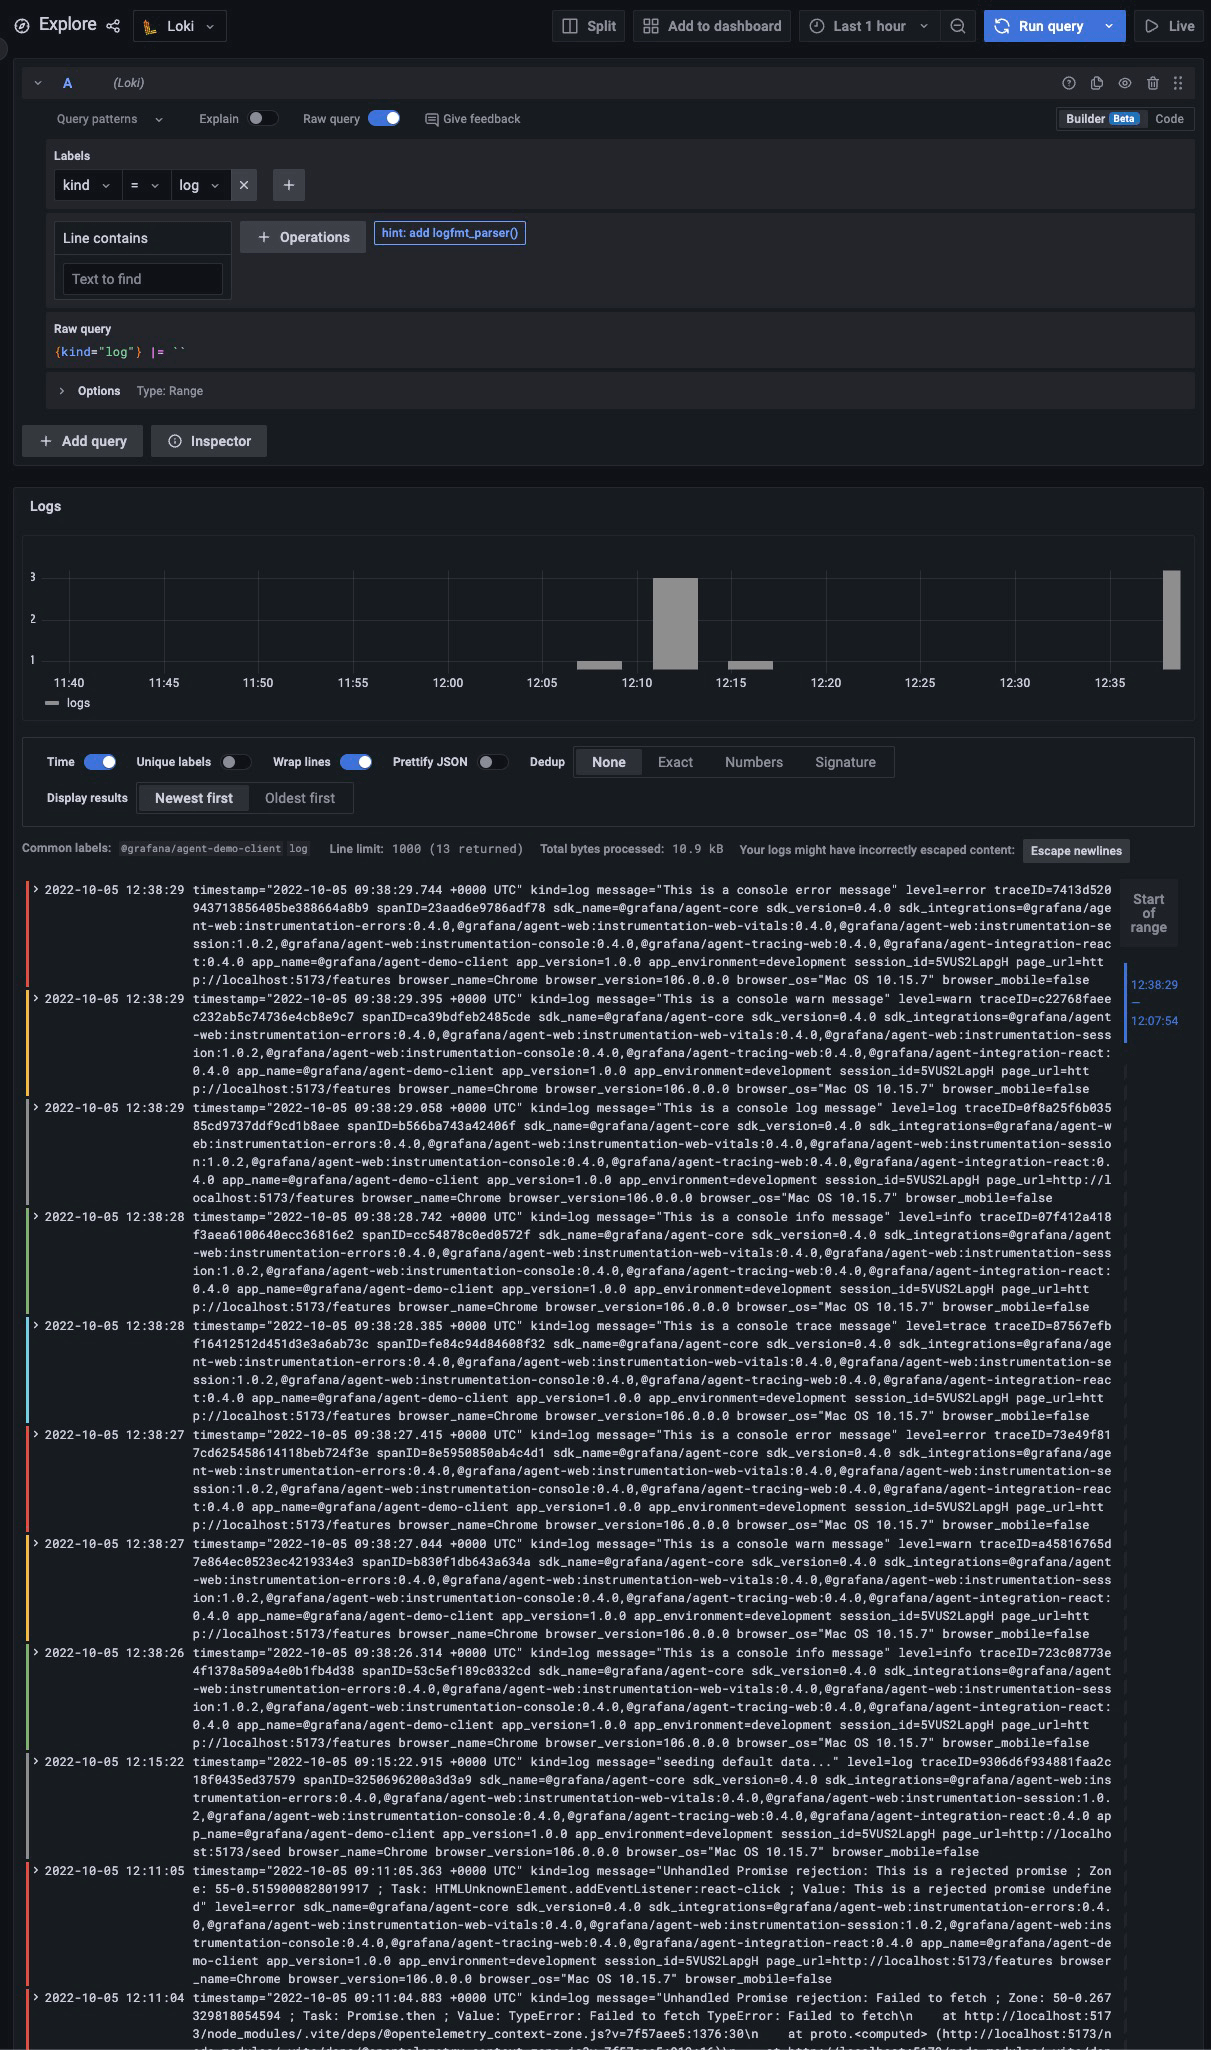 Explore Loki Split Add to dashboard Last 1 hour Run query Live
A (Loki)
Query patterns Explain Raw query Give feedback Builder Beta Code
Labels
kind = log
Line contains + Operations hint: add logfmt_parser()
Text to find
Raw query
{kind="log"} |= ``
Options Type: Range
+ Add query Inspector
Logs
3
2
1
11:40 11:45 11:50 11:55 12:00 12:05 12:10 12:15 12:20 12:25 12:30 12:35
logs
Time Unique labels Wrap lines Prettify JSON Dedup None Exact Numbers Signature
Display results Newest first Oldest first
Common labels: @grafana/agent-demo-client log Line limit: 1000 (13 returned) Total bytes processed: 10.9 kB Your logs might have incorrectly escaped content: Escape newlines
Start
of
range
12:38:29
—
12:07:54
2022-10-05 12:38:29 timestamp="2022-10-05 09:38:29.744 +0000 UTC" kind=log message="This is a console error message" level=error traceID=7413d520
943713856405be388664a8b9 spanID=23aad6e9786adf78 sdk_name=@grafana/agent-core sdk_version=0.4.0 sdk_integrations=@grafana/age
nt-web:instrumentation-errors:0.4.0,@grafana/agent-web:instrumentation-web-vitals:0.4.0,@grafana/agent-web:instrumentation-se
ssion:1.0.2,@grafana/agent-web:instrumentation-console:0.4.0,@grafana/agent-tracing-web:0.4.0,@grafana/agent-integration-reac
t:0.4.0 app_name=@grafana/agent-demo-client app_version=1.0.0 app_environment=development session_id=5VUS2LapgH page_url=htt
p://localhost:5173/features browser_name=Chrome browser_version=106.0.0.0 browser_os="Mac OS 10.15.7" browser_mobile=false
2022-10-05 12:38:29 timestamp="2022-10-05 09:38:29.395 +0000 UTC" kind=log message="This is a console warn message" level=warn traceID=c22768faee
c232ab5c74736e4cb8e9c7 spanID=ca39bdfeb2485cde sdk_name=@grafana/agent-core sdk_version=0.4.0 sdk_integrations=@grafana/agent
-web:instrumentation-errors:0.4.0,@grafana/agent-web:instrumentation-web-vitals:0.4.0,@grafana/agent-web:instrumentation-sess
ion:1.0.2,@grafana/agent-web:instrumentation-console:0.4.0,@grafana/agent-tracing-web:0.4.0,@grafana/agent-integration-react:
0.4.0 app_name=@grafana/agent-demo-client app_version=1.0.0 app_environment=development session_id=5VUS2LapgH page_url=htt
p://localhost:5173/features browser_name=Chrome browser_version=106.0.0.0 browser_os="Mac OS 10.15.7" browser_mobile=false
2022-10-05 12:38:29 timestamp="2022-10-05 09:38:29.058 +0000 UTC" kind=log message="This is a console log message" level=log traceID=0f8a25f6b035
85cd9737ddf9cd1b8aee spanID=b566ba743a42406f sdk_name=@grafana/agent-core sdk_version=0.4.0 sdk_integrations=@grafana/agent-w
eb:instrumentation-errors:0.4.0,@grafana/agent-web:instrumentation-web-vitals:0.4.0,@grafana/agent-web:instrumentation-sessio
n:1.0.2,@grafana/agent-web:instrumentation-console:0.4.0,@grafana/agent-tracing-web:0.4.0,@grafana/agent-integration-react:0.
4.0 app_name=@grafana/agent-demo-client app_version=1.0.0 app_environment=development session_id=5VUS2LapgH page_url=http://l
ocalhost:5173/features browser_name=Chrome browser_version=106.0.0.0 browser_os="Mac OS 10.15.7" browser_mobile=false
2022-10-05 12:38:28 timestamp="2022-10-05 09:38:28.742 +0000 UTC" kind=log message="This is a console info message" level=info traceID=07f412a418
f3aea6100640ecc36816e2 spanID=cc54878c0ed0572f sdk_name=@grafana/agent-core sdk_version=0.4.0 sdk_integrations=@grafana/agent
-web:instrumentation-errors:0.4.0,@grafana/agent-web:instrumentation-web-vitals:0.4.0,@grafana/agent-web:instrumentation-sess
ion:1.0.2,@grafana/agent-web:instrumentation-console:0.4.0,@grafana/agent-tracing-web:0.4.0,@grafana/agent-integration-react:
0.4.0 app_name=@grafana/agent-demo-client app_version=1.0.0 app_environment=development session_id=5VUS2LapgH page_url=htt
p://localhost:5173/features browser_name=Chrome browser_version=106.0.0.0 browser_os="Mac OS 10.15.7" browser_mobile=false
2022-10-05 12:38:28 timestamp="2022-10-05 09:38:28.385 +0000 UTC" kind=log message="This is a console trace message" level=trace traceID=87567efb
f16412512d451d3e3a6ab73c spanID=fe84c94d84608f32 sdk_name=@grafana/agent-core sdk_version=0.4.0 sdk_integrations=@grafana/age
nt-web:instrumentation-errors:0.4.0,@grafana/agent-web:instrumentation-web-vitals:0.4.0,@grafana/agent-web:instrumentation-se
ssion:1.0.2,@grafana/agent-web:instrumentation-console:0.4.0,@grafana/agent-tracing-web:0.4.0,@grafana/agent-integration-reac
t:0.4.0 app_name=@grafana/agent-demo-client app_version=1.0.0 app_environment=development session_id=5VUS2LapgH page_url=htt
p://localhost:5173/features browser_name=Chrome browser_version=106.0.0.0 browser_os="Mac OS 10.15.7" browser_mobile=false
2022-10-05 12:38:27 timestamp="2022-10-05 09:38:27.415 +0000 UTC" kind=log message="This is a console error message" level=error traceID=73e49f81
7cd625458614118beb724f3e spanID=8e5950850ab4c4d1 sdk_name=@grafana/agent-core sdk_version=0.4.0 sdk_integrations=@grafana/age
nt-web:instrumentation-errors:0.4.0,@grafana/agent-web:instrumentation-web-vitals:0.4.0,@grafana/agent-web:instrumentation-se
ssion:1.0.2,@grafana/agent-web:instrumentation-console:0.4.0,@grafana/agent-tracing-web:0.4.0,@grafana/agent-integration-reac
t:0.4.0 app_name=@grafana/agent-demo-client app_version=1.0.0 app_environment=development session_id=5VUS2LapgH page_url=htt
p://localhost:5173/features browser_name=Chrome browser_version=106.0.0.0 browser_os="Mac OS 10.15.7" browser_mobile=false
2022-10-05 12:38:27 timestamp="2022-10-05 09:38:27.044 +0000 UTC" kind=log message="This is a console warn message" level=warn traceID=a45816765d
7e864ec0523ec4219334e3 spanID=b830f1db643a634a sdk_name=@grafana/agent-core sdk_version=0.4.0 sdk_integrations=@grafana/agent
-web:instrumentation-errors:0.4.0,@grafana/agent-web:instrumentation-web-vitals:0.4.0,@grafana/agent-web:instrumentation-sess
ion:1.0.2,@grafana/agent-web:instrumentation-console:0.4.0,@grafana/agent-tracing-web:0.4.0,@grafana/agent-integration-react:
0.4.0 app_name=@grafana/agent-demo-client app_version=1.0.0 app_environment=development session_id=5VUS2LapgH page_url=htt
p://localhost:5173/features browser_name=Chrome browser_version=106.0.0.0 browser_os="Mac OS 10.15.7" browser_mobile=false
2022-10-05 12:38:26 timestamp="2022-10-05 09:38:26.314 +0000 UTC" kind=log message="This is a console info message" level=info traceID=723c08773e
4f1378a509a4e0b1fb4d38 spanID=53c5ef189c0332cd sdk_name=@grafana/agent-core sdk_version=0.4.0 sdk_integrations=@grafana/agent
-web:instrumentation-errors:0.4.0,@grafana/agent-web:instrumentation-web-vitals:0.4.0,@grafana/agent-web:instrumentation-sess
ion:1.0.2,@grafana/agent-web:instrumentation-console:0.4.0,@grafana/agent-tracing-web:0.4.0,@grafana/agent-integration-react:
0.4.0 app_name=@grafana/agent-demo-client app_version=1.0.0 app_environment=development session_id=5VUS2LapgH page_url=htt
p://localhost:5173/features browser_name=Chrome browser_version=106.0.0.0 browser_os="Mac OS 10.15.7" browser_mobile=false
2022-10-05 12:15:22 timestamp="2022-10-05 09:15:22.915 +0000 UTC" kind=log message="seeding default data..." level=log traceID=9306d6f934881faa2c
18f0435ed37579 spanID=3250696200a3d3a9 sdk_name=@grafana/agent-core sdk_version=0.4.0 sdk_integrations=@grafana/agent-web:ins
trumentation-errors:0.4.0,@grafana/agent-web:instrumentation-web-vitals:0.4.0,@grafana/agent-web:instrumentation-session:1.0.
2,@grafana/agent-web:instrumentation-console:0.4.0,@grafana/agent-tracing-web:0.4.0,@grafana/agent-integration-react:0.4.0 ap
p_name=@grafana/agent-demo-client app_version=1.0.0 app_environment=development session_id=5VUS2LapgH page_url=http://localho
st:5173/seed browser_name=Chrome browser_version=106.0.0.0 browser_os="Mac OS 10.15.7" browser_mobile=false
2022-10-05 12:11:05 timestamp="2022-10-05 09:11:05.363 +0000 UTC" kind=log message="Unhandled Promise rejection: This is a rejected promise ; Zon
e: 55-0.5159000828019917 ; Task: HTMLUnknownElement.addEventListener:react-click ; Value: This is a rejected promise undefine
d" level=error sdk_name=@grafana/agent-core sdk_version=0.4.0 sdk_integrations=@grafana/agent-web:instrumentation-errors:0.4.
0,@grafana/agent-web:instrumentation-web-vitals:0.4.0,@grafana/agent-web:instrumentation-session:1.0.2,@grafana/agent-web:ins
trumentation-console:0.4.0,@grafana/agent-tracing-web:0.4.0,@grafana/agent-integration-react:0.4.0 app_name=@grafana/agent-de
mo-client app_version=1.0.0 app_environment=development session_id=5VUS2LapgH page_url=http://localhost:5173/features browser
_name=Chrome browser_version=106.0.0.0 browser_os="Mac OS 10.15.7" browser_mobile=false
2022-10-05 12:11:04 timestamp="2022-10-05 09:11:04.883 +0000 UTC" kind=log message="Unhandled Promise rejection: Failed to fetch ; Zone: 50-0.267
329818054594 ; Task: Promise.then ; Value: TypeError: Failed to fetch TypeError: Failed to fetch\n    at http://localhost:517
3/node_modules/.vite/deps/@opentelemetry_context-zone.js?v=7f57aee5:1376:30\n    at proto.<computed> (http://localhost:5173/n